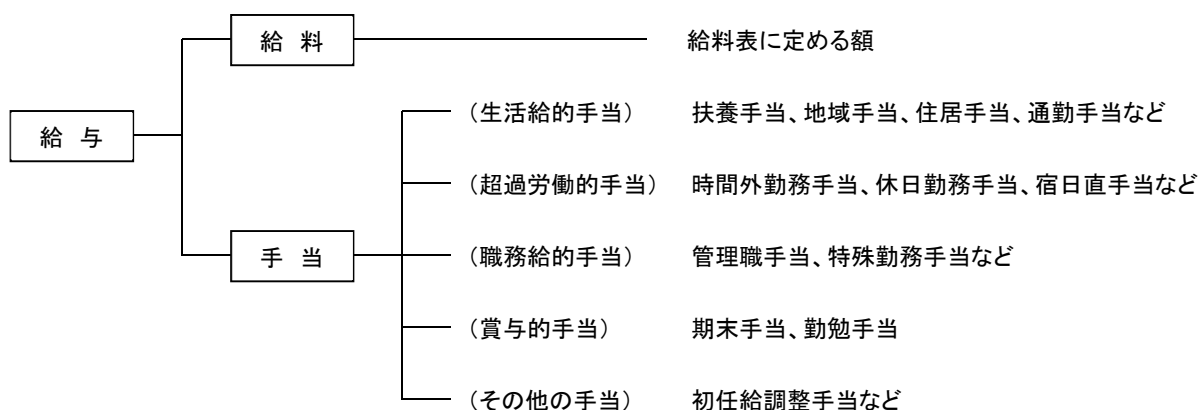 給 料 給料表に定める額
(生活給的手当) 扶養手当、地域手当、住居手当、通勤手当など
給 与
(超過労働的手当) 時間外勤務手当、休日勤務手当、宿日直手当など
手 当 (職務給的手当) 管理職手当、特殊勤務手当など
(賞与的手当) 期末手当、勤勉手当
(その他の手当) 初任給調整手当など